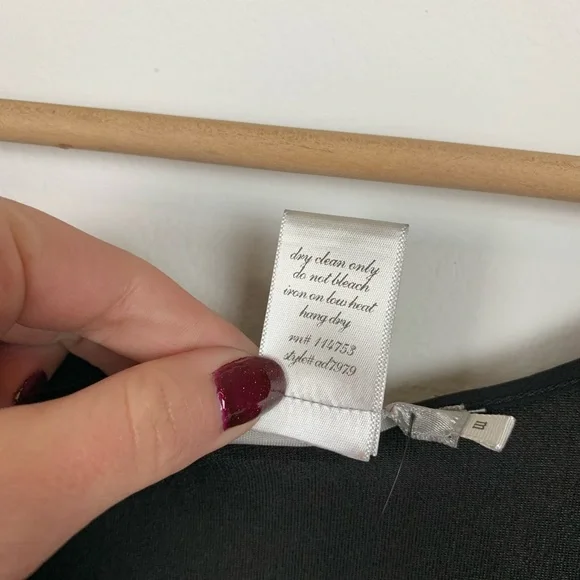 dry clean only
do not bleach
iron on low heat
hang dry
rn# 114753
style# ad7979
m